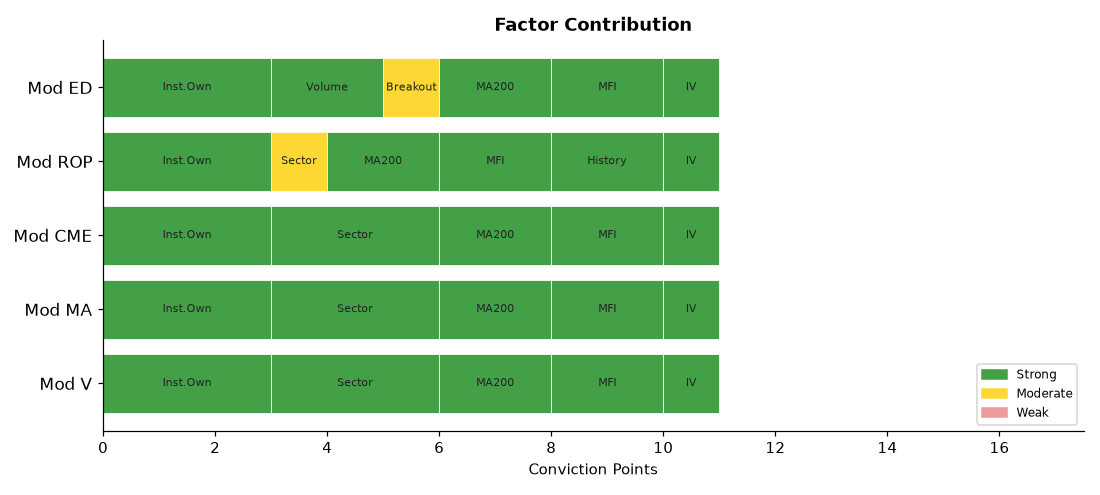 Factor Contribution
Mod ED Inst.Own Volume Breakout MA200 MFI IV
Mod ROP Inst.Own Sector MA200 MFI History IV
Mod CME Inst.Own Sector MA200 MFI IV
Mod MA Inst.Own Sector MA200 MFI IV
Mod V Inst.Own Sector MA200 MFI IV
Strong
Moderate
Weak
0 2 4 6 8 10 12 14 16
Conviction Points